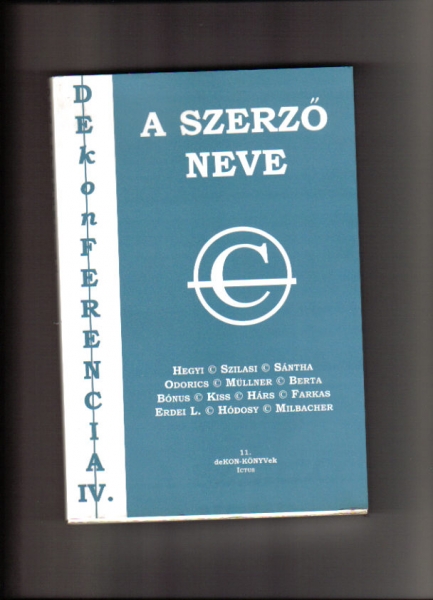 DEkonFERENCIA IV.
A SZERZŐ
NEVE
C
HEGYI © SZILASI © SÁNTHA
ODORICS © MÜLLNER © BERTA
BÓNUS © KISS © HÁRS © FARKAS
ERDEI L. © HÓDOSY © MILBACHER
11.
deKON-KÖNYVek
ICTUS